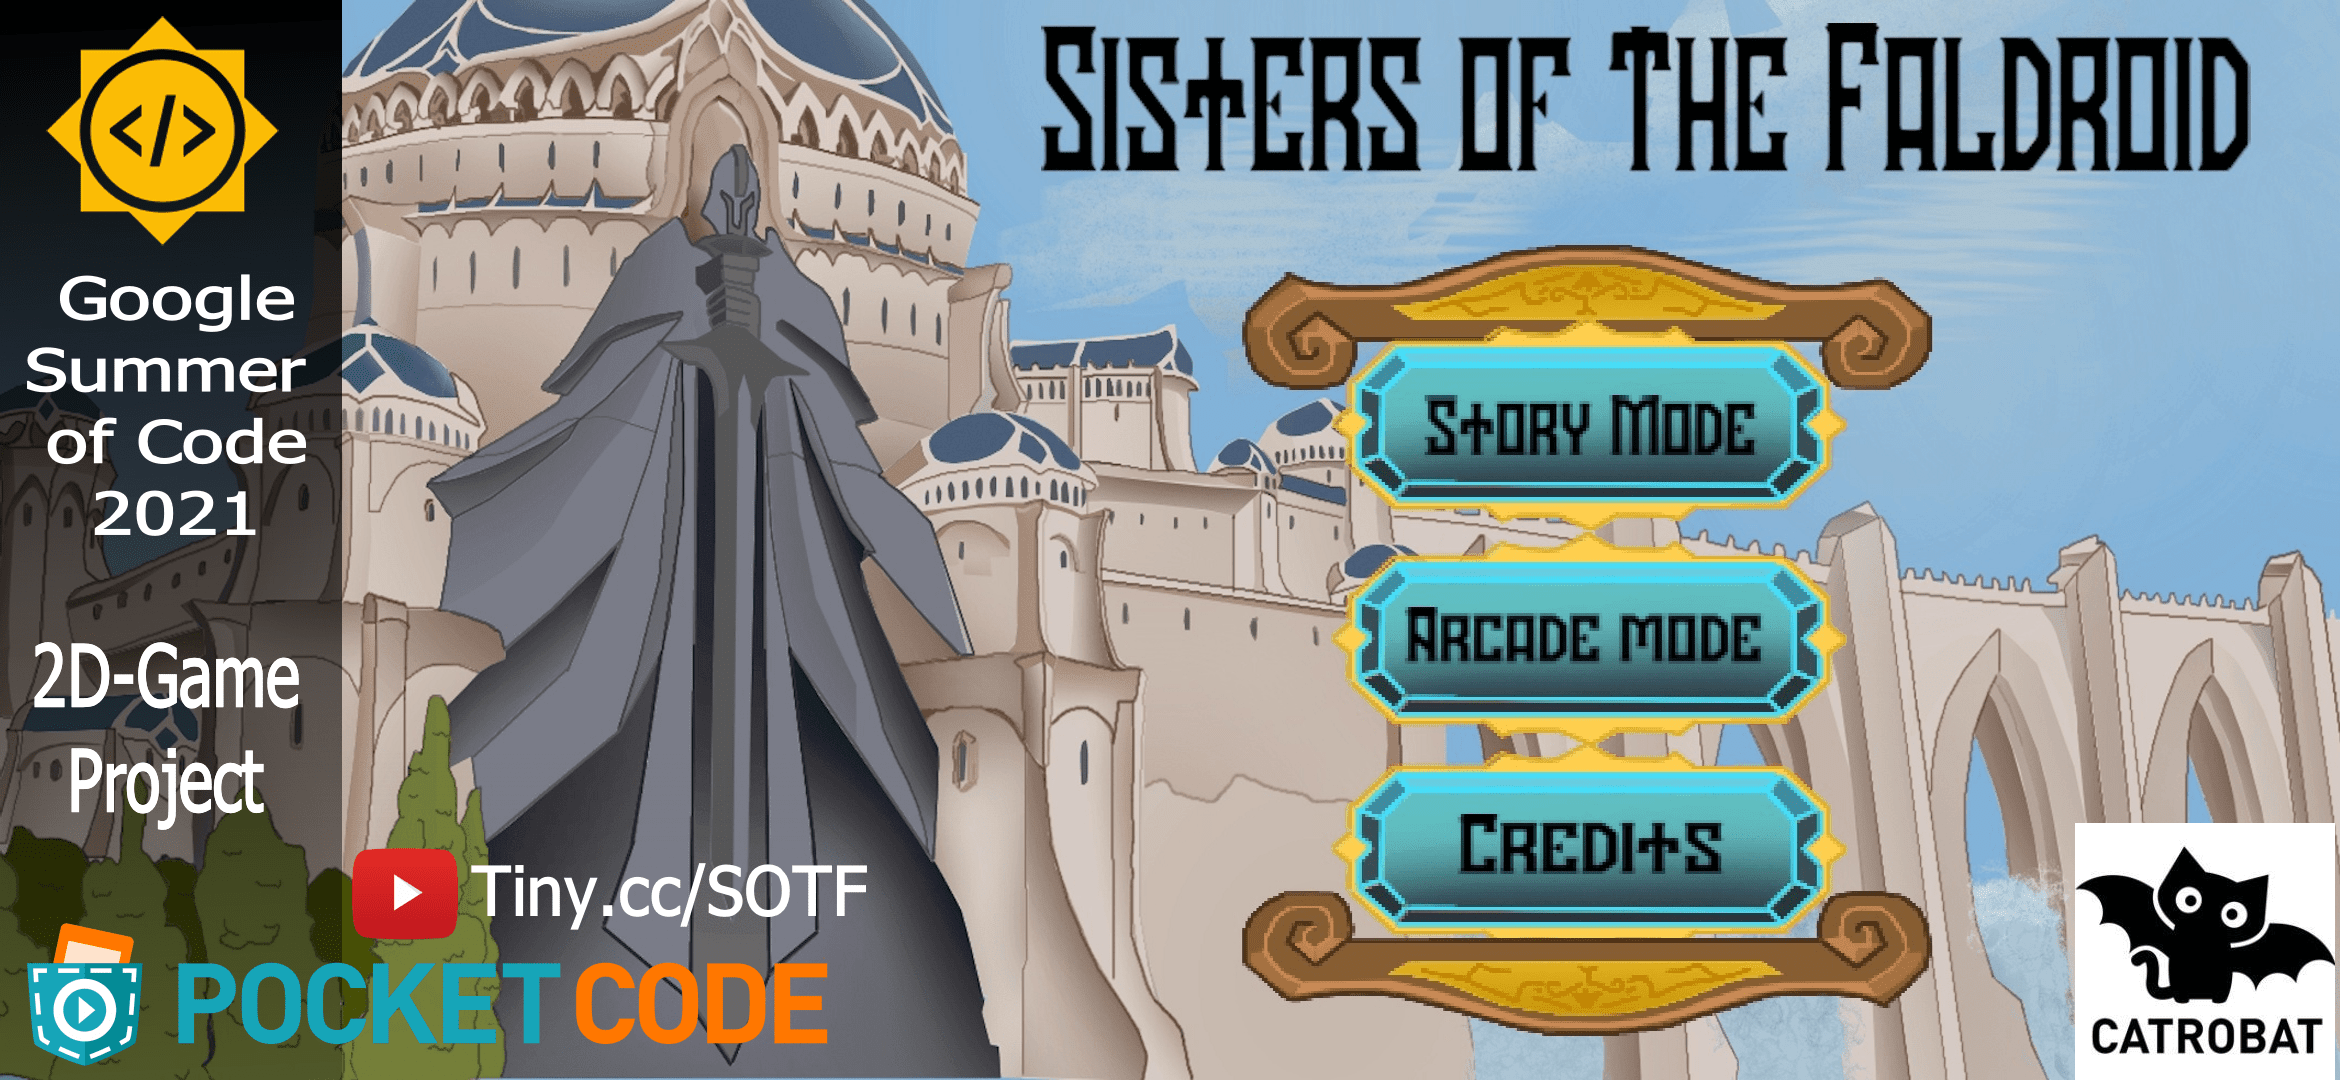 </>
Google
Summer
of Code
2021
2D-Game
Project
Tiny.cc/SOTF
POCKET CODE
Sisters of The Faldroid
Story Mode
Arcade mode
Credits
CATROBAT